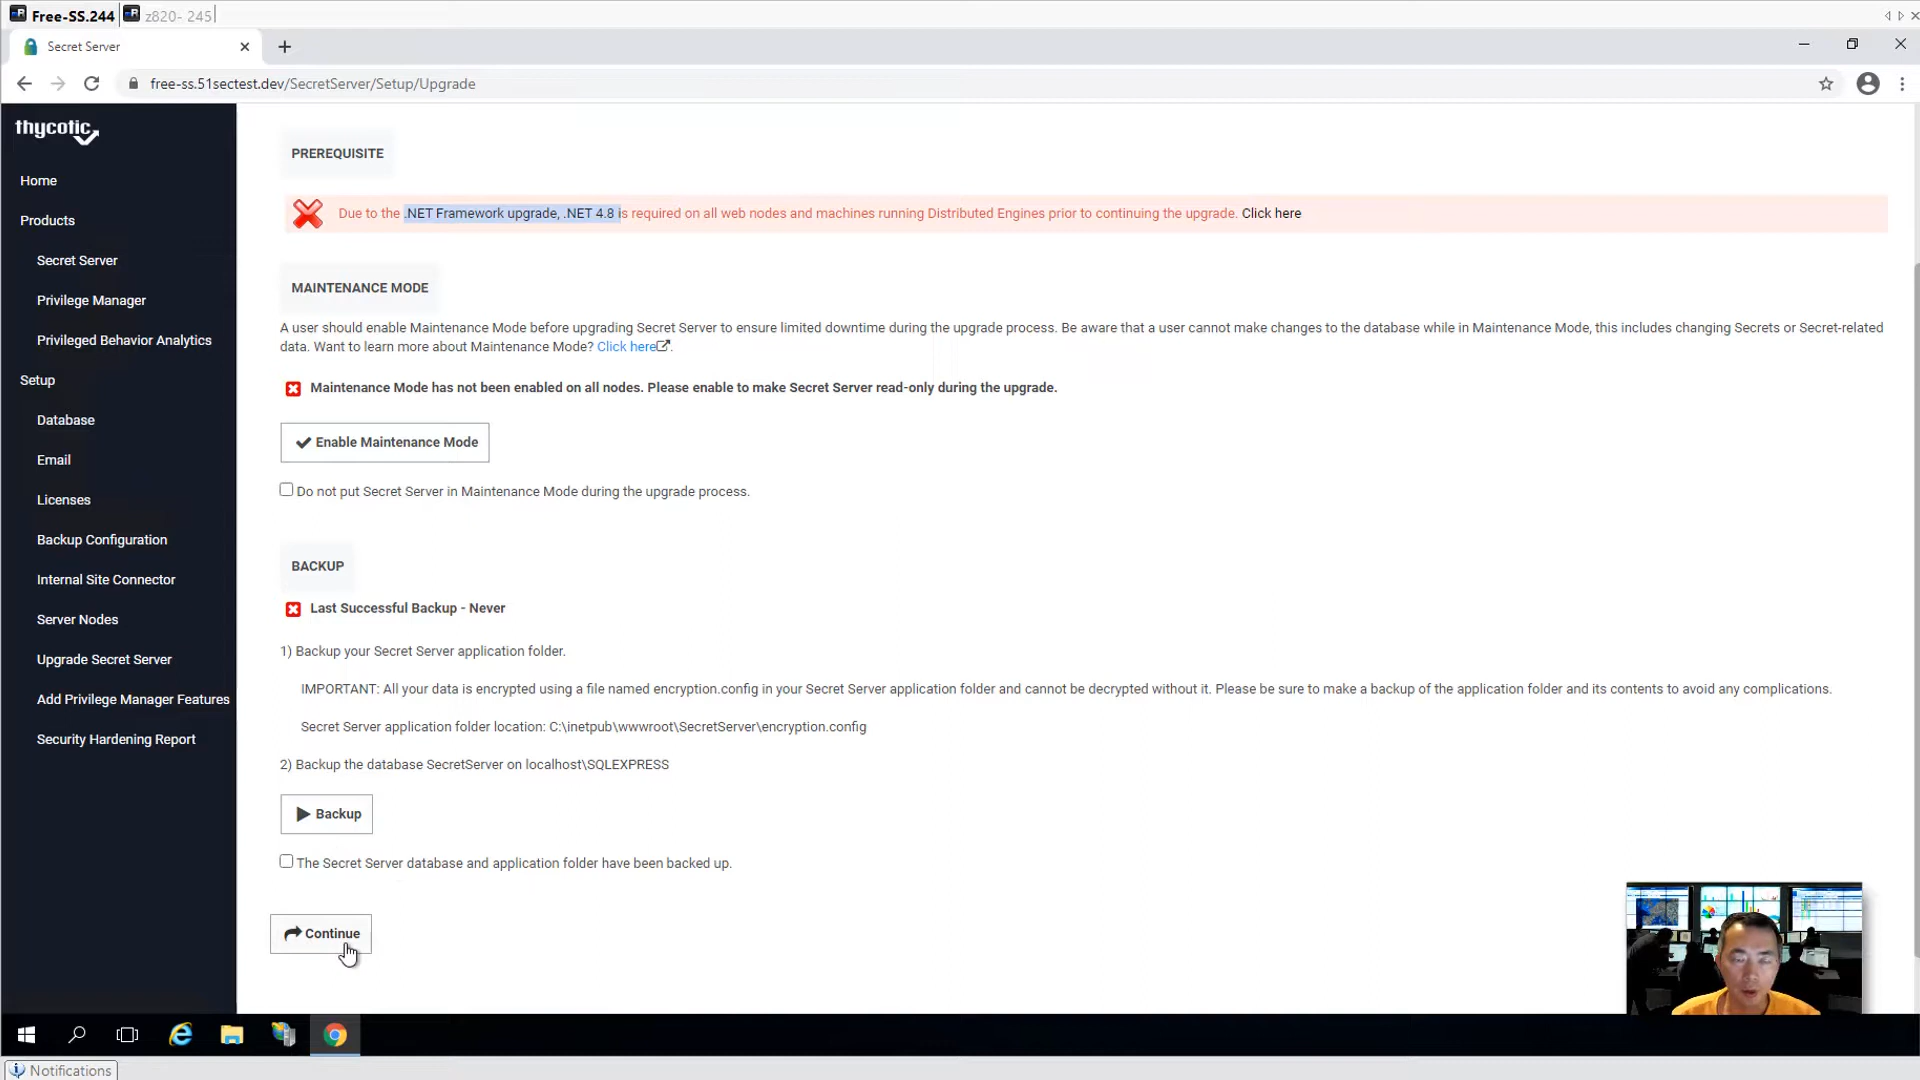 Free-SS.244
z820- 245
Secret Server
free-ss.51sectest.dev/SecretServer/Setup/Upgrade
thycotic
Home
Products
Secret Server
Privilege Manager
Privileged Behavior Analytics
Setup
Database
Email
Licenses
Backup Configuration
Internal Site Connector
Server Nodes
Upgrade Secret Server
Add Privilege Manager Features
Security Hardening Report
PREREQUISITE
Due to the .NET Framework upgrade, .NET 4.8 is required on all web nodes and machines running Distributed Engines prior to continuing the upgrade. Click here
MAINTENANCE MODE
A user should enable Maintenance Mode before upgrading Secret Server to ensure limited downtime during the upgrade process. Be aware that a user cannot make changes to the database while in Maintenance Mode, this includes changing Secrets or Secret-related
data. Want to learn more about Maintenance Mode? Click here.
Maintenance Mode has not been enabled on all nodes. Please enable to make Secret Server read-only during the upgrade.
Enable Maintenance Mode
Do not put Secret Server in Maintenance Mode during the upgrade process.
BACKUP
Last Successful Backup - Never
1) Backup your Secret Server application folder.
IMPORTANT: All your data is encrypted using a file named encryption.config in your Secret Server application folder and cannot be decrypted without it. Please be sure to make a backup of the application folder and its contents to avoid any complications.
Secret Server application folder location: C:\inetpub\wwwroot\SecretServer\encryption.config
2) Backup the database SecretServer on localhost\SQLEXPRESS
Backup
The Secret Server database and application folder have been backed up.
Continue
Notifications